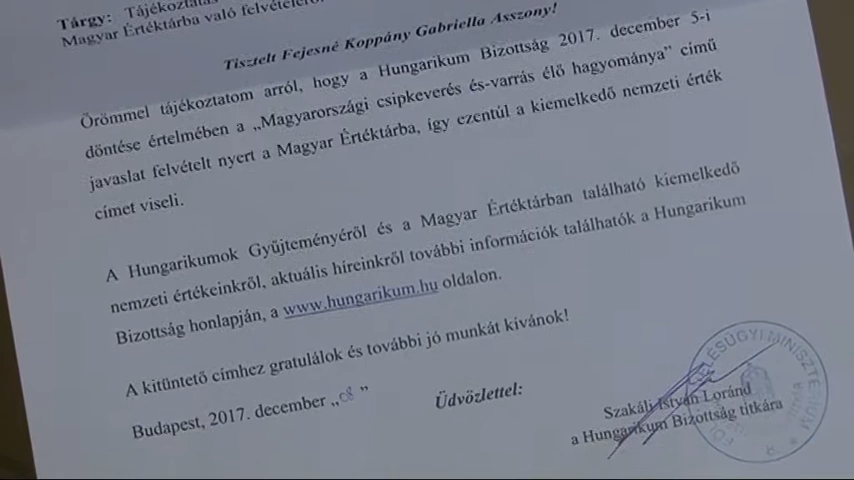 Tárgy: Tájékoztatás
Magyar Értéktárba való felvételéről
Tisztelt Fejesné Koppány Gabriella Asszony!
Örömmel tájékoztatom arról, hogy a Hungarikum Bizottság 2017. december 5-i
döntése értelmében a „Magyarországi csipkeverés és-varrás élő hagyománya” című
javaslat felvételt nyert a Magyar Értéktárba, így ezentúl a kiemelkedő nemzeti érték
címet viseli.
A Hungarikumok Gyűjteményéről és a Magyar Értéktárban található kiemelkedő
nemzeti értékeinkről, aktuális híreinkről további információk találhatók a Hungarikum
Bizottság honlapján, a www.hungarikum.hu oldalon.
A kitüntető címhez gratulálok és további jó munkát kívánok!
Budapest, 2017. december „08 ”
Üdvözlettel:
Szakáli István Loránd
a Hungarikum Bizottság titkára